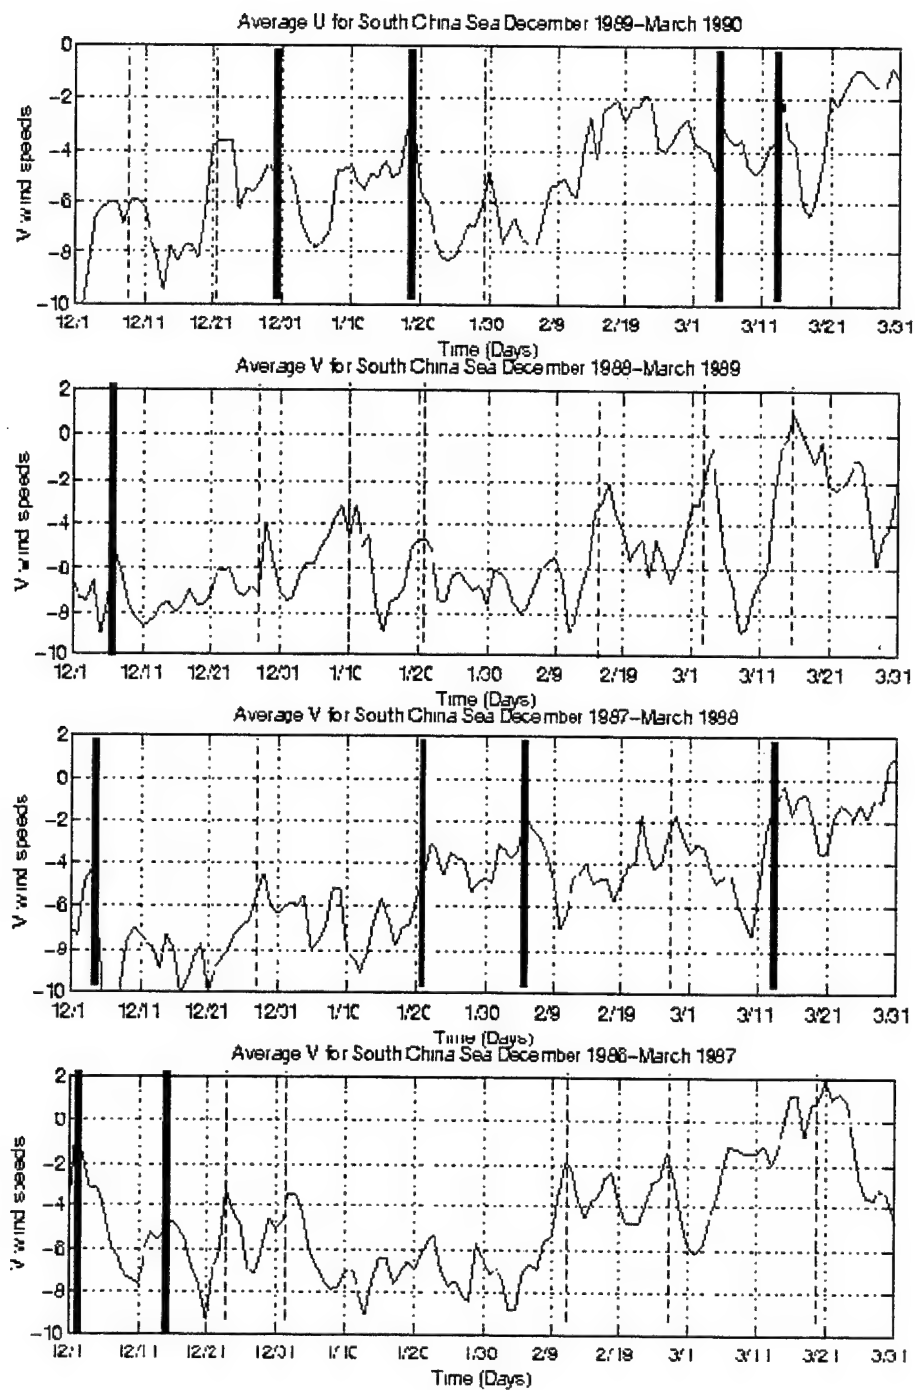 Average U for South China Sea December 1989-March 1990
0
-2
-4
-6
-8
-10
V wind speeds
12/1 12/11 12/21 12/31 1/10 1/20 1/30 2/9 2/19 3/1 3/11 3/21 3/31
Time (Days)
Average V for South China Sea December 1988-March 1989
2
0
-2
-4
-6
-8
-10
V wind speeds
12/1 12/11 12/21 12/31 1/10 1/20 1/30 2/9 2/19 3/1 3/11 3/21 3/31
Time (Days)
Average V for South China Sea December 1987-March 1988
2
0
-2
-4
-6
-8
-10
V wind speeds
12/1 12/11 12/21 12/31 1/10 1/20 1/30 2/9 2/19 3/1 3/11 3/21 3/31
Time (Days)
Average V for South China Sea December 1986-March 1987
2
0
-2
-4
-6
-8
-10
V wind speeds
12/1 12/11 12/21 12/31 1/10 1/20 1/30 2/9 2/19 3/1 3/11 3/21 3/31
Time (Days)